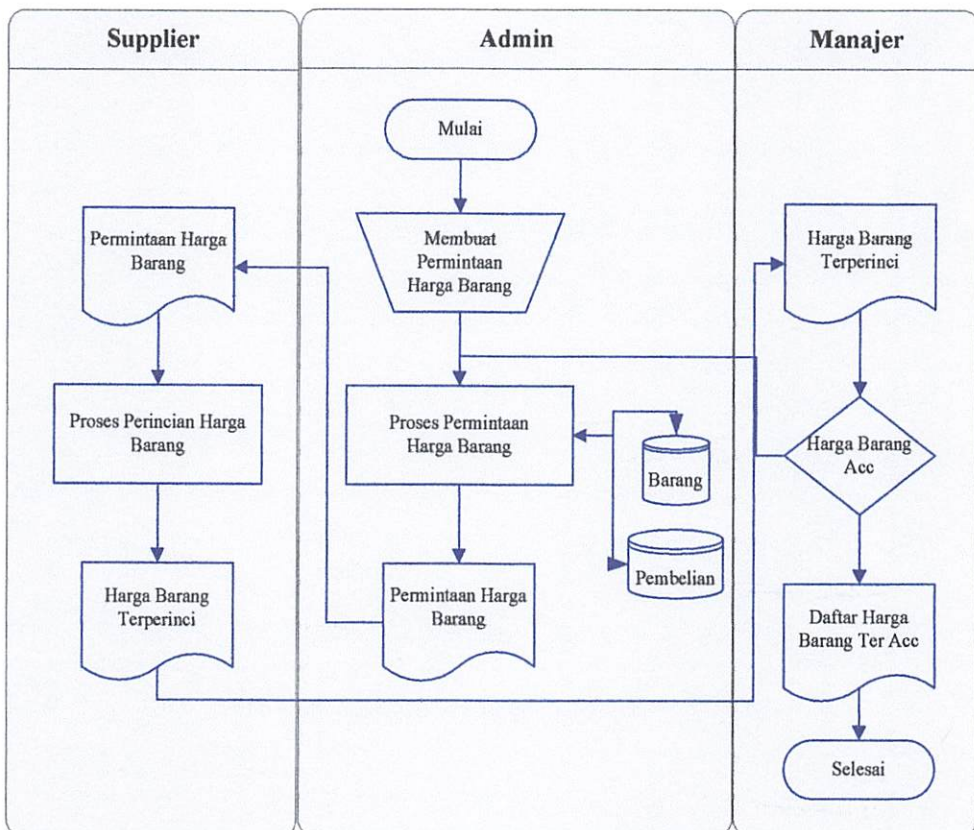 Supplier
Admin
Manajer
Permintaan Harga
Barang
Proses Perincian Harga
Barang
Harga Barang
Terperinci
Mulai
Membuat
Permintaan
Harga Barang
Proses Permintaan
Harga Barang
Barang
Pembelian
Permintaan Harga
Barang
Harga Barang
Terperinci
Harga Barang
Acc
Daftar Harga
Barang Ter Acc
Selesai